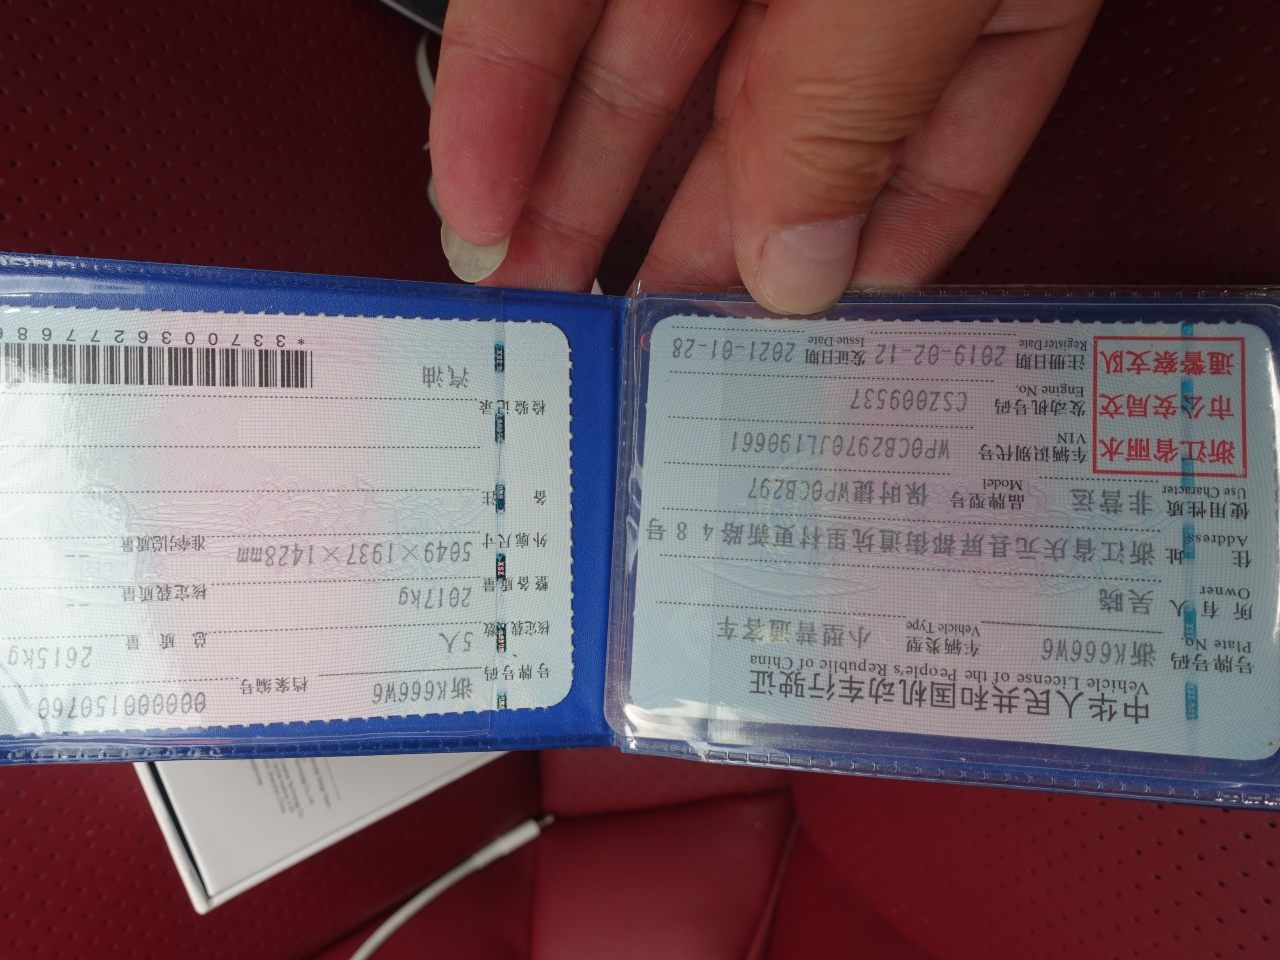 中华人民共和国机动车行驶证
Vehicle License of the People's Republic of China
号牌号码 浙K666W6 车辆类型 小型普通客车
Plate No. Vehicle Type
所有人 吴晓
Owner
住址 浙江省庆元县屏都街道坑里村更新路48号
Address
使用性质 非营运 品牌型号 保时捷WP0CB297
Use Character Model
浙江省丽水
市公安局交
通警察支队
车辆识别代号 WP0CB2970JL190661
VIN
发动机号码 CSZ009537
Engine No.
注册日期 2019-02-12 发证日期 2021-01-28
Register Date Issue Date
号牌号码 浙K666W6 档案编号 000000150760
核定载人数 5人 总质量 2615kg
整备质量 2017kg 核定载质量 --
外廓尺寸 5049×1937×1428mm 准牵引总质量 --
备注
检验记录
汽油
*337003627768